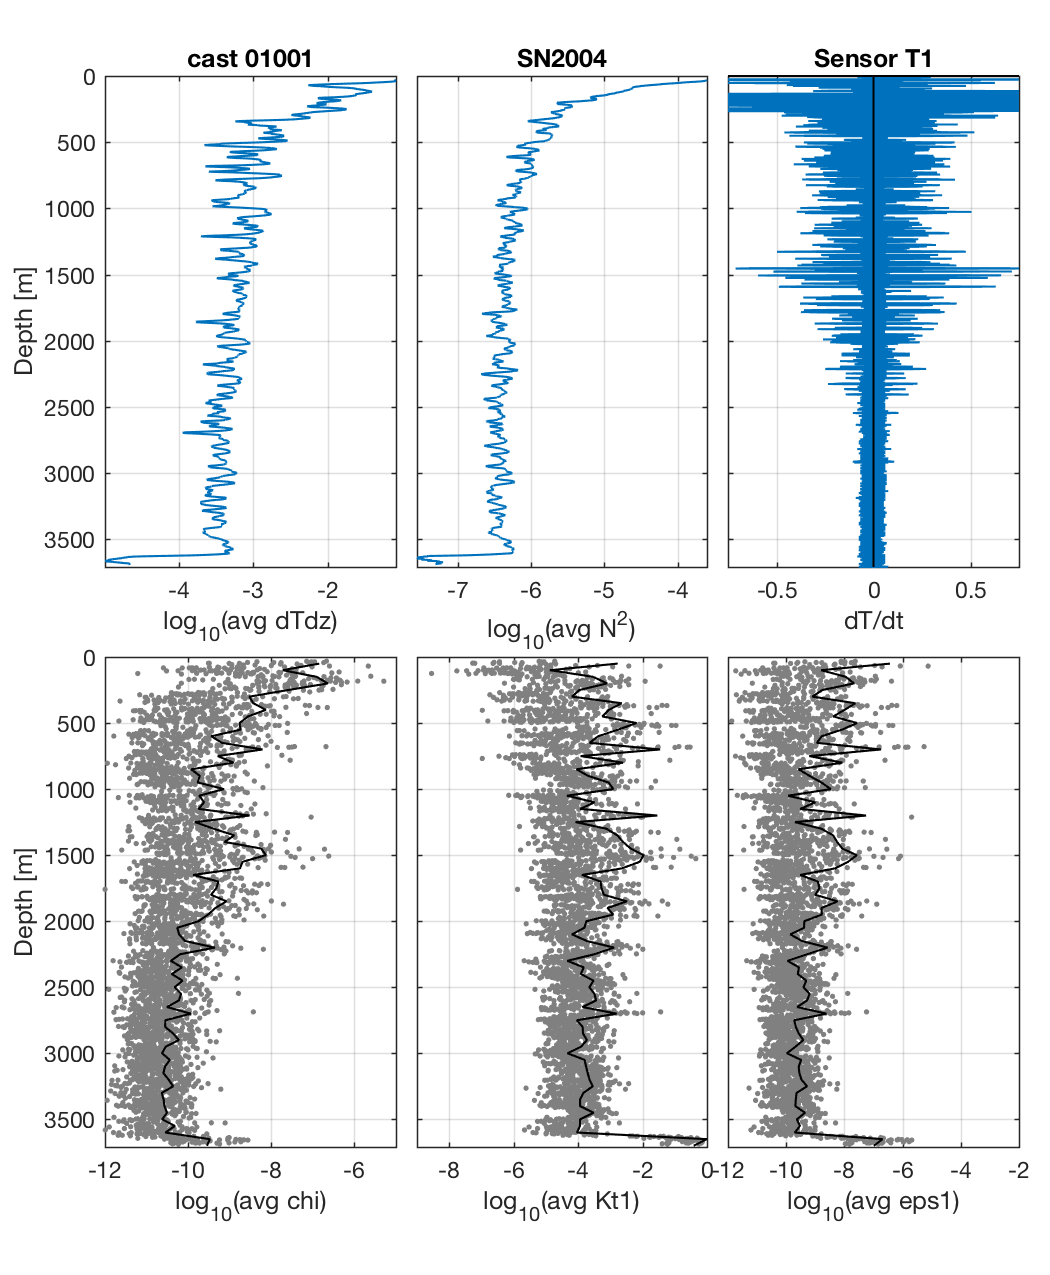 cast 01001 SN2004 Sensor T1
0
500
1000
1500
2000
2500
3000
3500
Depth [m]
-4 -3 -2 -7 -6 -5 -4 -0.5 0 0.5
log10(avg dTdz) log10(avg N2) dT/dt
0
500
1000
1500
2000
2500
3000
3500
Depth [m]
-12 -10 -8 -6 -8 -6 -4 -2 0 -12 -10 -8 -6 -4 -2
log10(avg chi) log10(avg Kt1) log10(avg eps1)